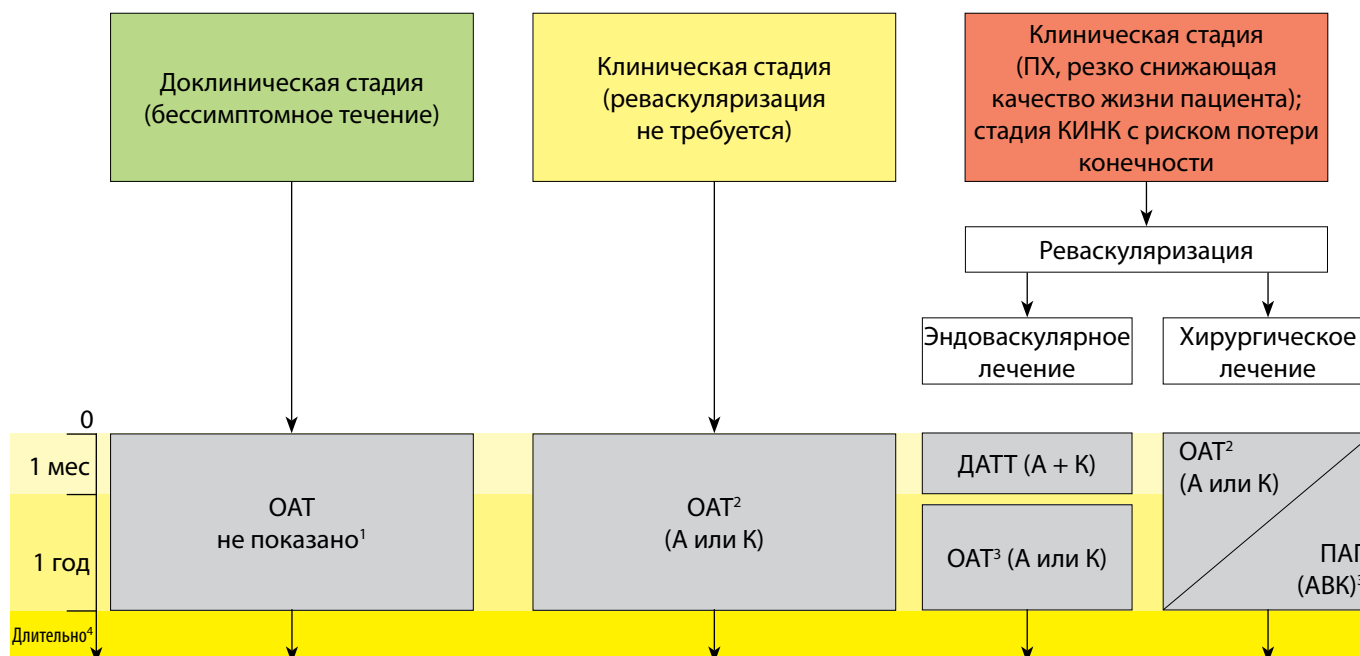 Доклиническая стадия
(бессимптомное течение)
Клиническая стадия
(реваскуляризация
не требуется)
Клиническая стадия
(ПХ, резко снижающая
качество жизни пациента);
стадия КИНК с риском потери
конечности
Реваскуляризация
Эндоваскулярное
лечение
Хирургическое
лечение
0
1 мес
1 год
Длительно⁴
ОАТ
не показано¹
ОАТ²
(А или К)
ДАТТ (А + К)
ОАТ³ (А или К)
ОАТ²
(А или К)
(АВК)³